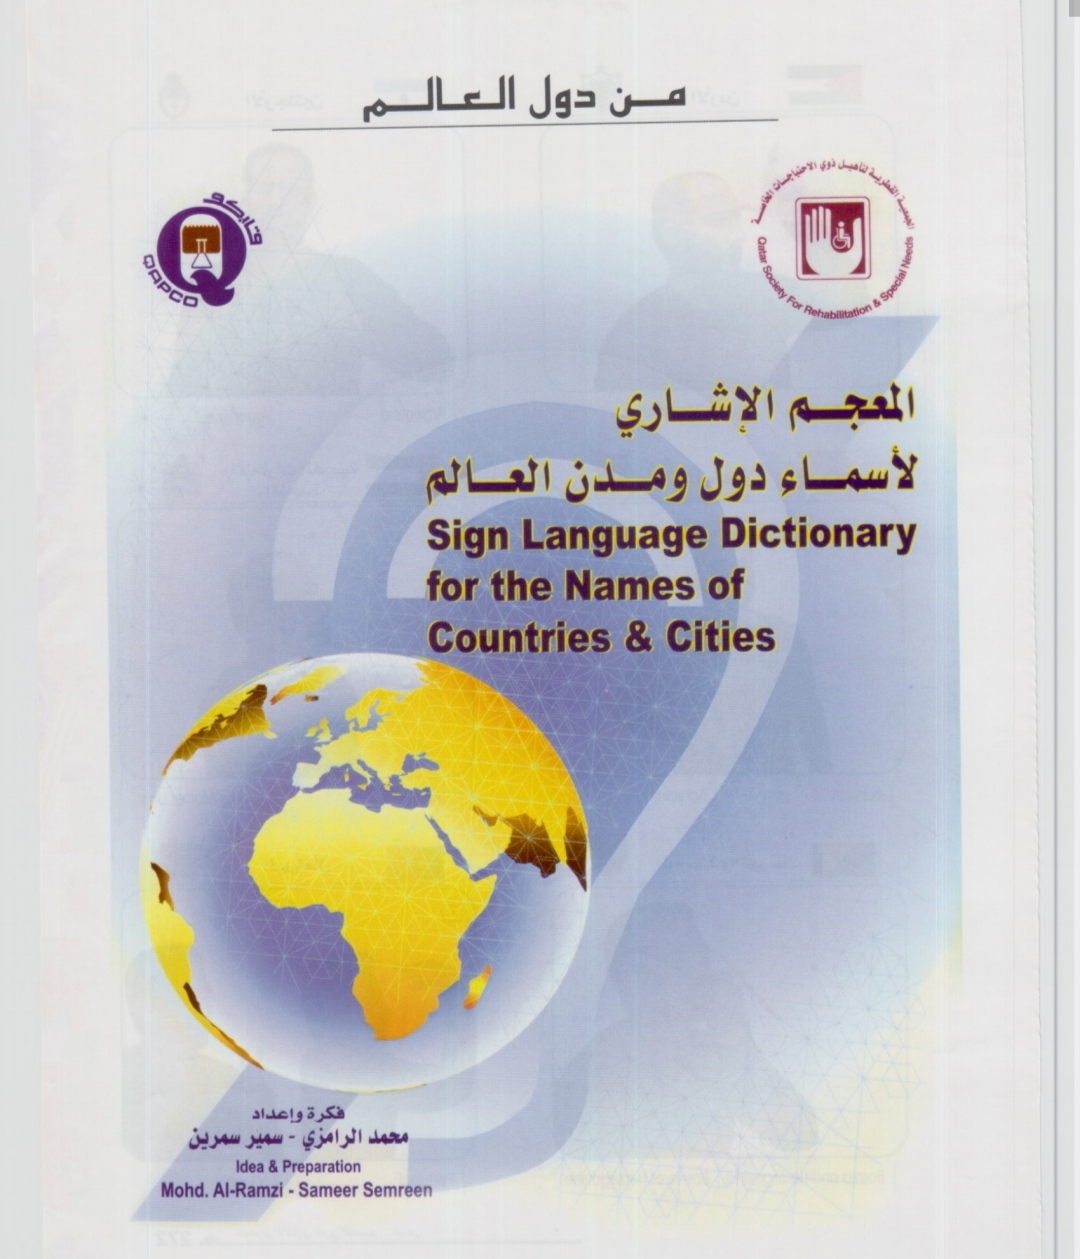 من دول العالم
قابكو
QAPCO
الجمعية القطرية لتأهيل ذوي الاحتياجات الخاصة
Qatar Society For Rehabilitation & Special Needs
المعجم الإشاري
لأسماء دول ومدن العالم
Sign Language Dictionary
for the Names of
Countries & Cities
فكرة وإعداد
محمد الرامزي - سمير سمرين
Idea & Preparation
Mohd. Al-Ramzi - Sameer Semreen